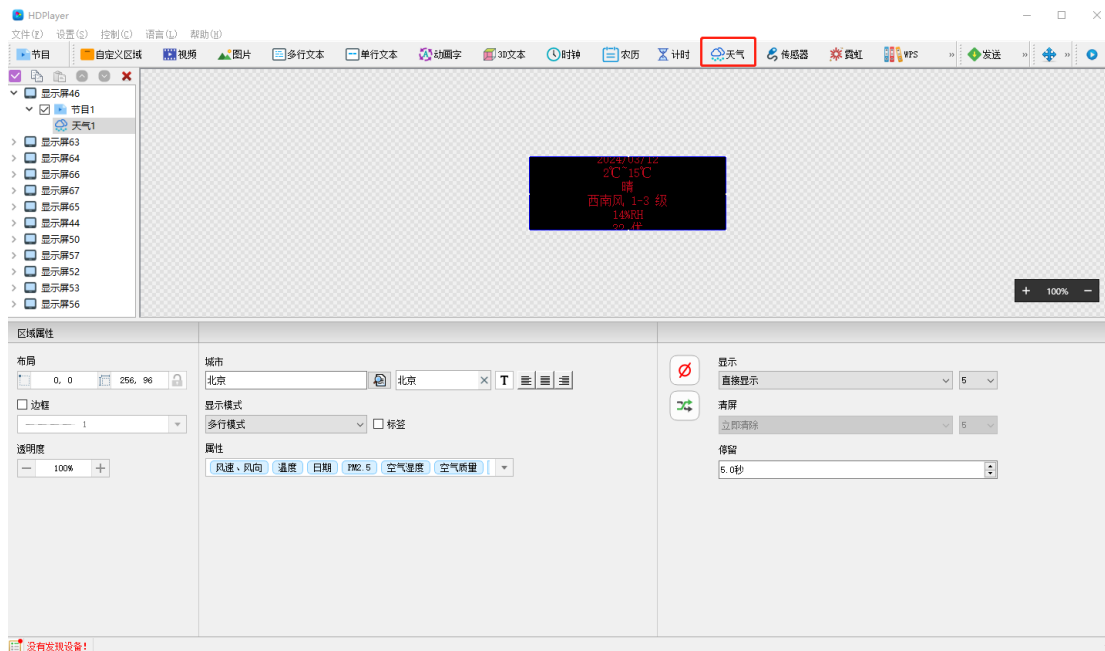 HDPlayer
文件(F) 设置(S) 控制(C) 语言(L) 帮助(H)
节目 自定义区域 视频 图片 多行文本 单行文本 动画字 3D文本 时钟 农历 计时 天气 传感器 霓虹 WPS » 发送 » »
显示屏46
节目1
天气1
显示屏63
显示屏64
显示屏66
显示屏67
显示屏65
显示屏44
显示屏50
显示屏57
显示屏52
显示屏53
显示屏56
2024/03/12
2℃~15℃
晴
西南风, 1-3 级
14%RH
+ 100% −
区域属性
布局
0, 0 256, 96
边框
1
透明度
− 100% +
城市
北京 北京 × T
显示模式
多行模式 标签
属性
风速、风向 温度 日期 PM2.5 空气湿度 空气质量
显示
直接显示 5
清屏
立即清除 5
停留
5.0秒
没有发现设备!